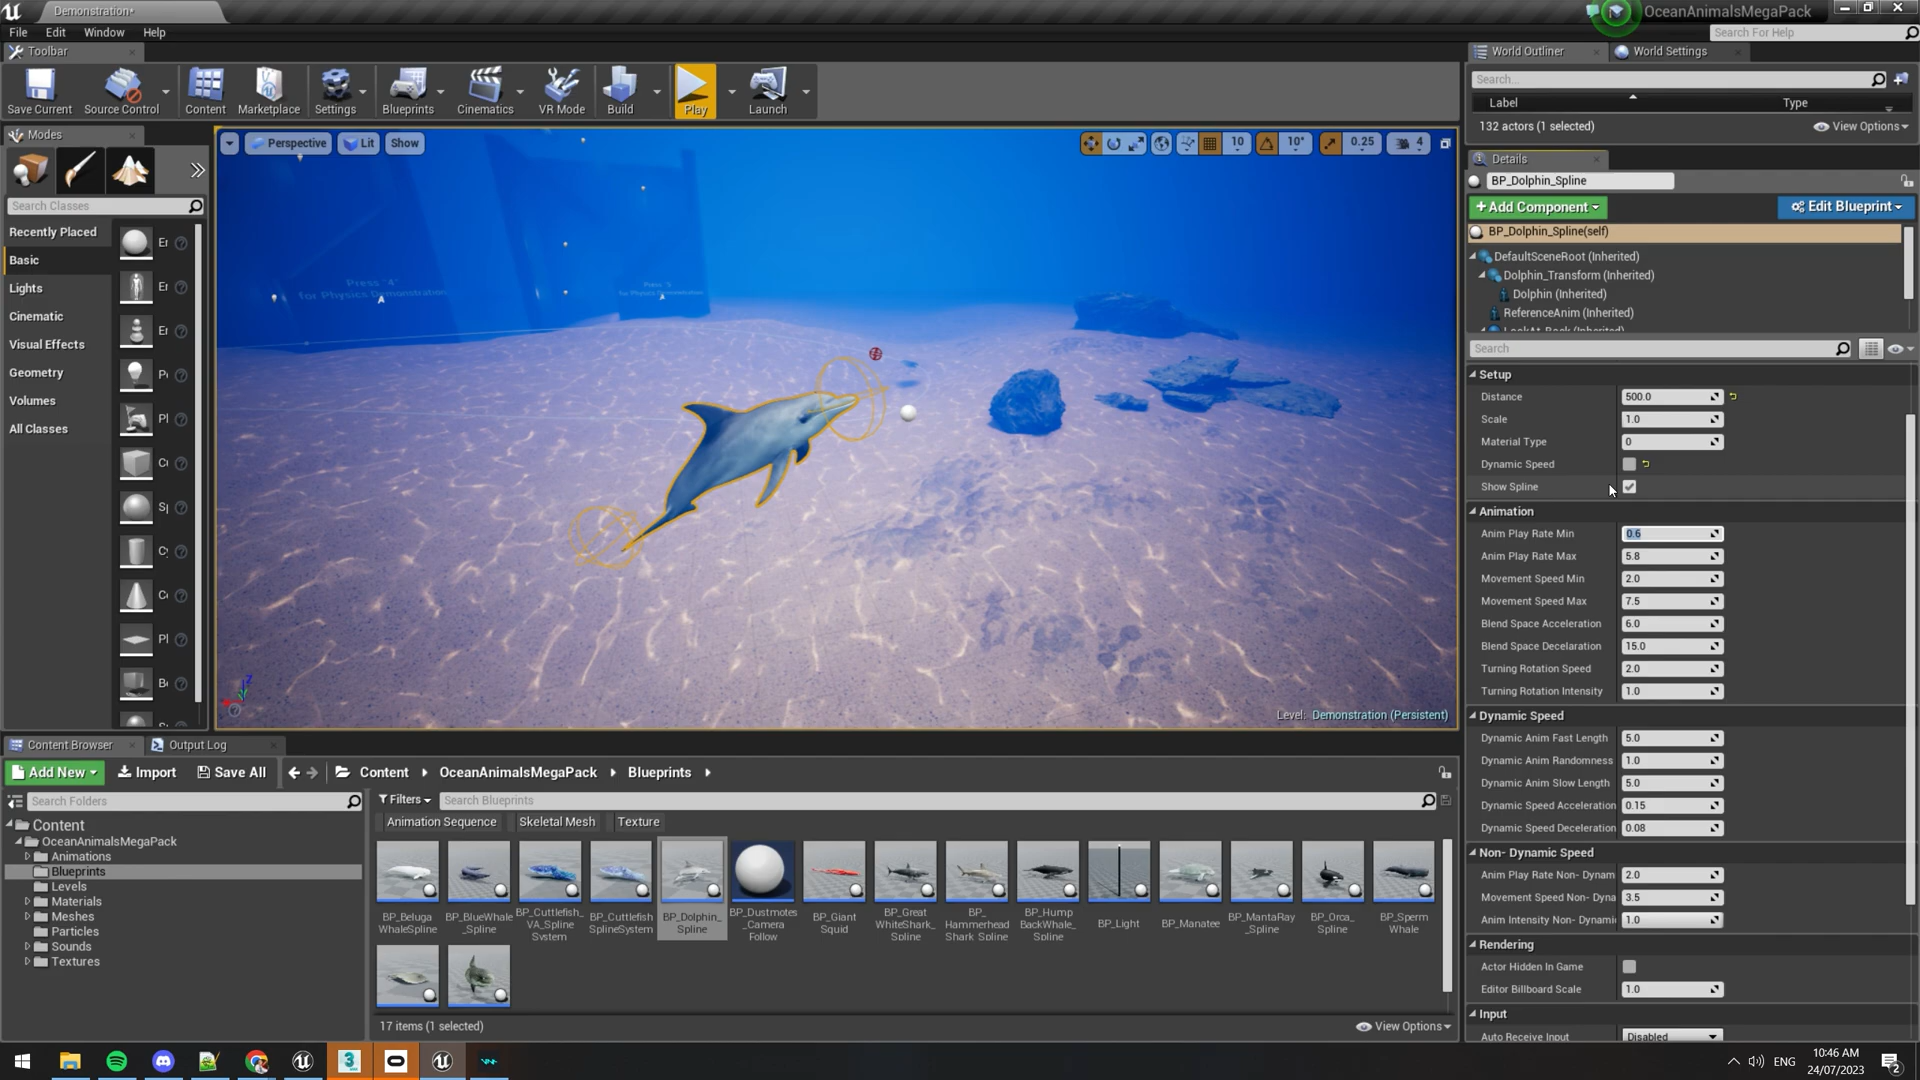 Demonstration*
OceanAnimalsMegaPack
File Edit Window Help
Search For Help
Toolbar
World Outliner
World Settings
Save Current
Source Control
Content
Marketplace
Settings
Blueprints
Cinematics
VR Mode
Build
Play
Launch
Search...
Label
Type
132 actors (1 selected)
View Options
Modes
Search Classes
Recently Placed
Basic
Lights
Cinematic
Visual Effects
Geometry
Volumes
All Classes
Perspective
Lit
Show
10
10°
0.25
4
Press "4"
for Physics Demonstration
for Physics Demonstration
Level: Demonstration (Persistent)
Details
BP_Dolphin_Spline
+Add Component
Edit Blueprint
BP_Dolphin_Spline(self)
DefaultSceneRoot (Inherited)
Dolphin_Transform (Inherited)
Dolphin (Inherited)
ReferenceAnim (Inherited)
LookAt_Back (Inherited)
Search
Setup
Distance 500.0
Scale 1.0
Material Type 0
Dynamic Speed
Show Spline
Animation
Anim Play Rate Min 0.6
Anim Play Rate Max 5.8
Movement Speed Min 2.0
Movement Speed Max 7.5
Blend Space Acceleration 6.0
Blend Space Decelaration 15.0
Turning Rotation Speed 2.0
Turning Rotation Intensity 1.0
Dynamic Speed
Dynamic Anim Fast Length 5.0
Dynamic Anim Randomness 1.0
Dynamic Anim Slow Length 5.0
Dynamic Speed Acceleration 0.15
Dynamic Speed Deceleration 0.08
Non- Dynamic Speed
Anim Play Rate Non- Dynam 2.0
Movement Speed Non- Dyna 3.5
Anim Intensity Non- Dynami 1.0
Rendering
Actor Hidden In Game
Editor Billboard Scale 1.0
Input
Auto Receive Input Disabled
Content Browser
Output Log
Add New
Import
Save All
Content
OceanAnimalsMegaPack
Blueprints
Search Folders
Filters
Search Blueprints
Animation Sequence
Skeletal Mesh
Texture
Content
OceanAnimalsMegaPack
Animations
Blueprints
Levels
Materials
Meshes
Particles
Sounds
Textures
BP_Beluga
WhaleSpline
BP_BlueWhale
_Spline
BP_Cuttlefish_
VA_Spline
System
BP_Cuttlefish
SplineSystem
BP_Dolphin_
Spline
BP_Dustmotes
_Camera
Follow
BP_Giant
Squid
BP_Great
WhiteShark_
Spline
BP_
Hammerhead
Shark_Spline
BP_Hump
BackWhale_
Spline
BP_Light
BP_Manatee
BP_MantaRay
_Spline
BP_Orca_
Spline
BP_Sperm
Whale
17 items (1 selected)
View Options
ENG
10:46 AM
24/07/2023
2